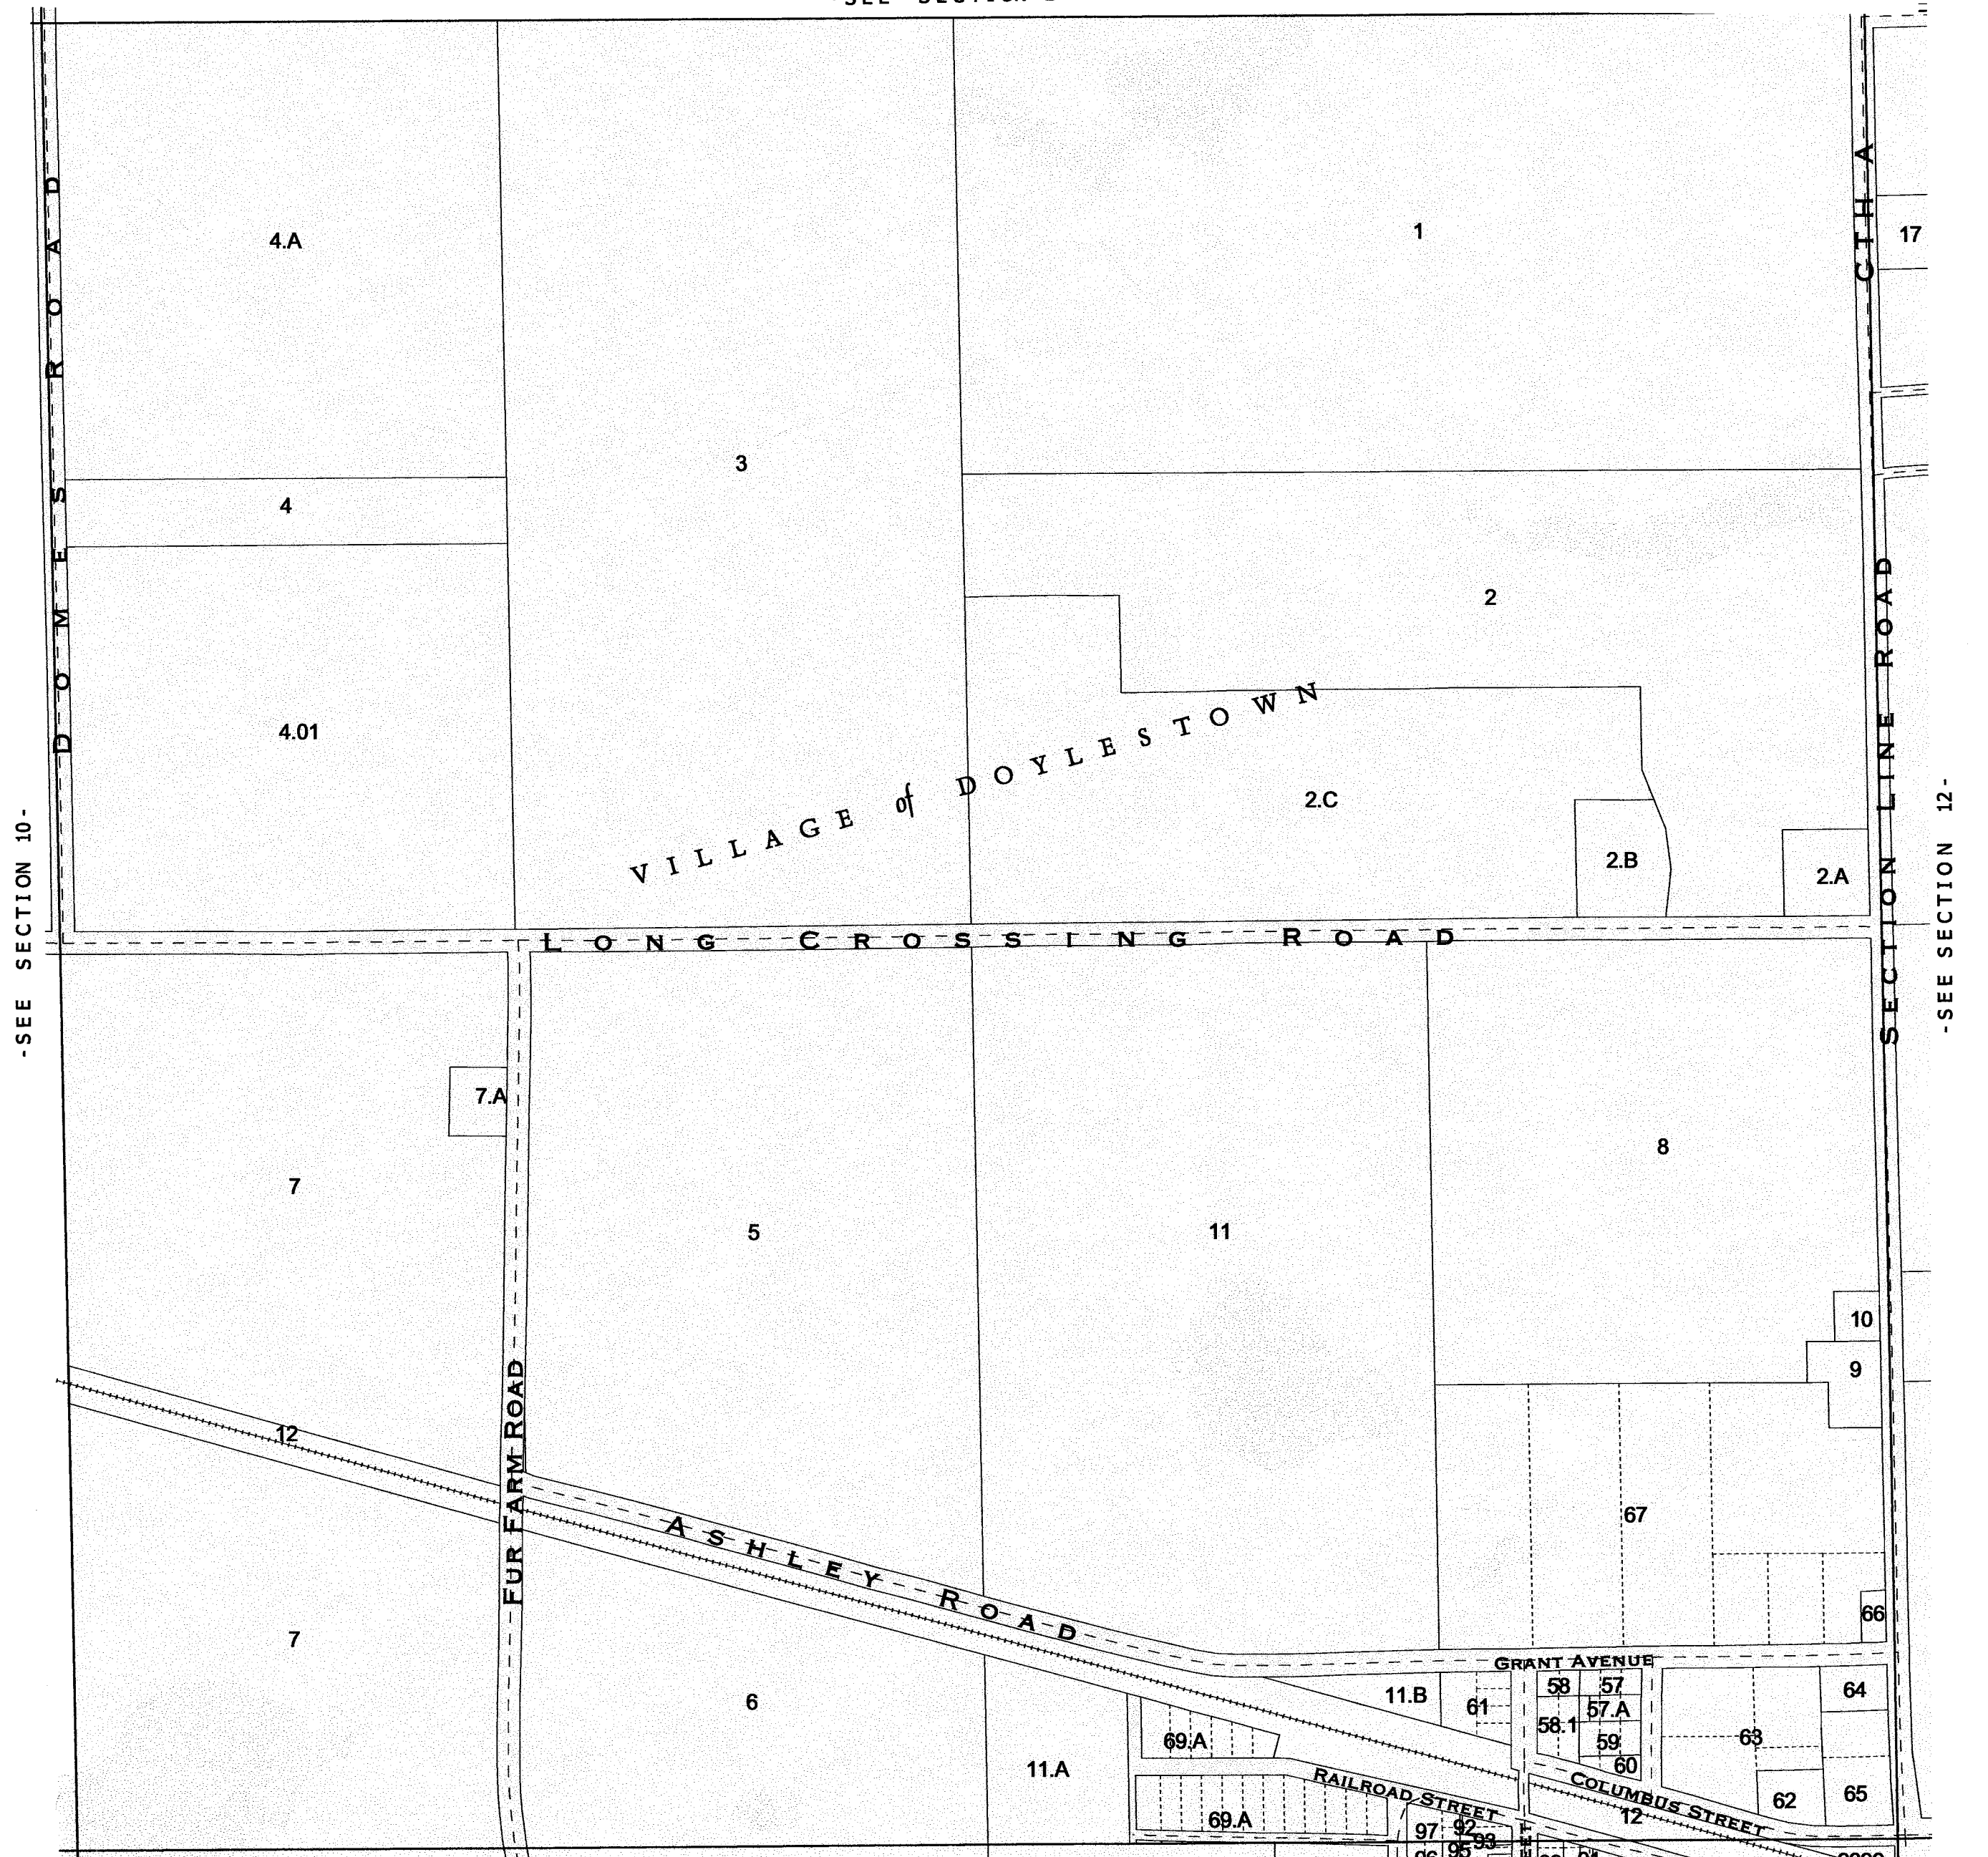 4.A
1
CTH A
17
DOMES ROAD
3
4
2
SECTION LINE ROAD
4.01
VILLAGE of DOYLESTOWN
2.C
2.B
2.A
-SEE SECTION 10-
-SEE SECTION 12-
LONG CROSSING ROAD
7.A
8
7
5
11
10
9
12
FUR FARM ROAD
ASHLEY ROAD
67
66
7
GRANT AVENUE
6
11.B
61
58
57
57.A
58.1
59
60
63
64
69.A
11.A
RAILROAD STREET
COLUMBUS STREET
62
65
69.A
12
97
92
93
95